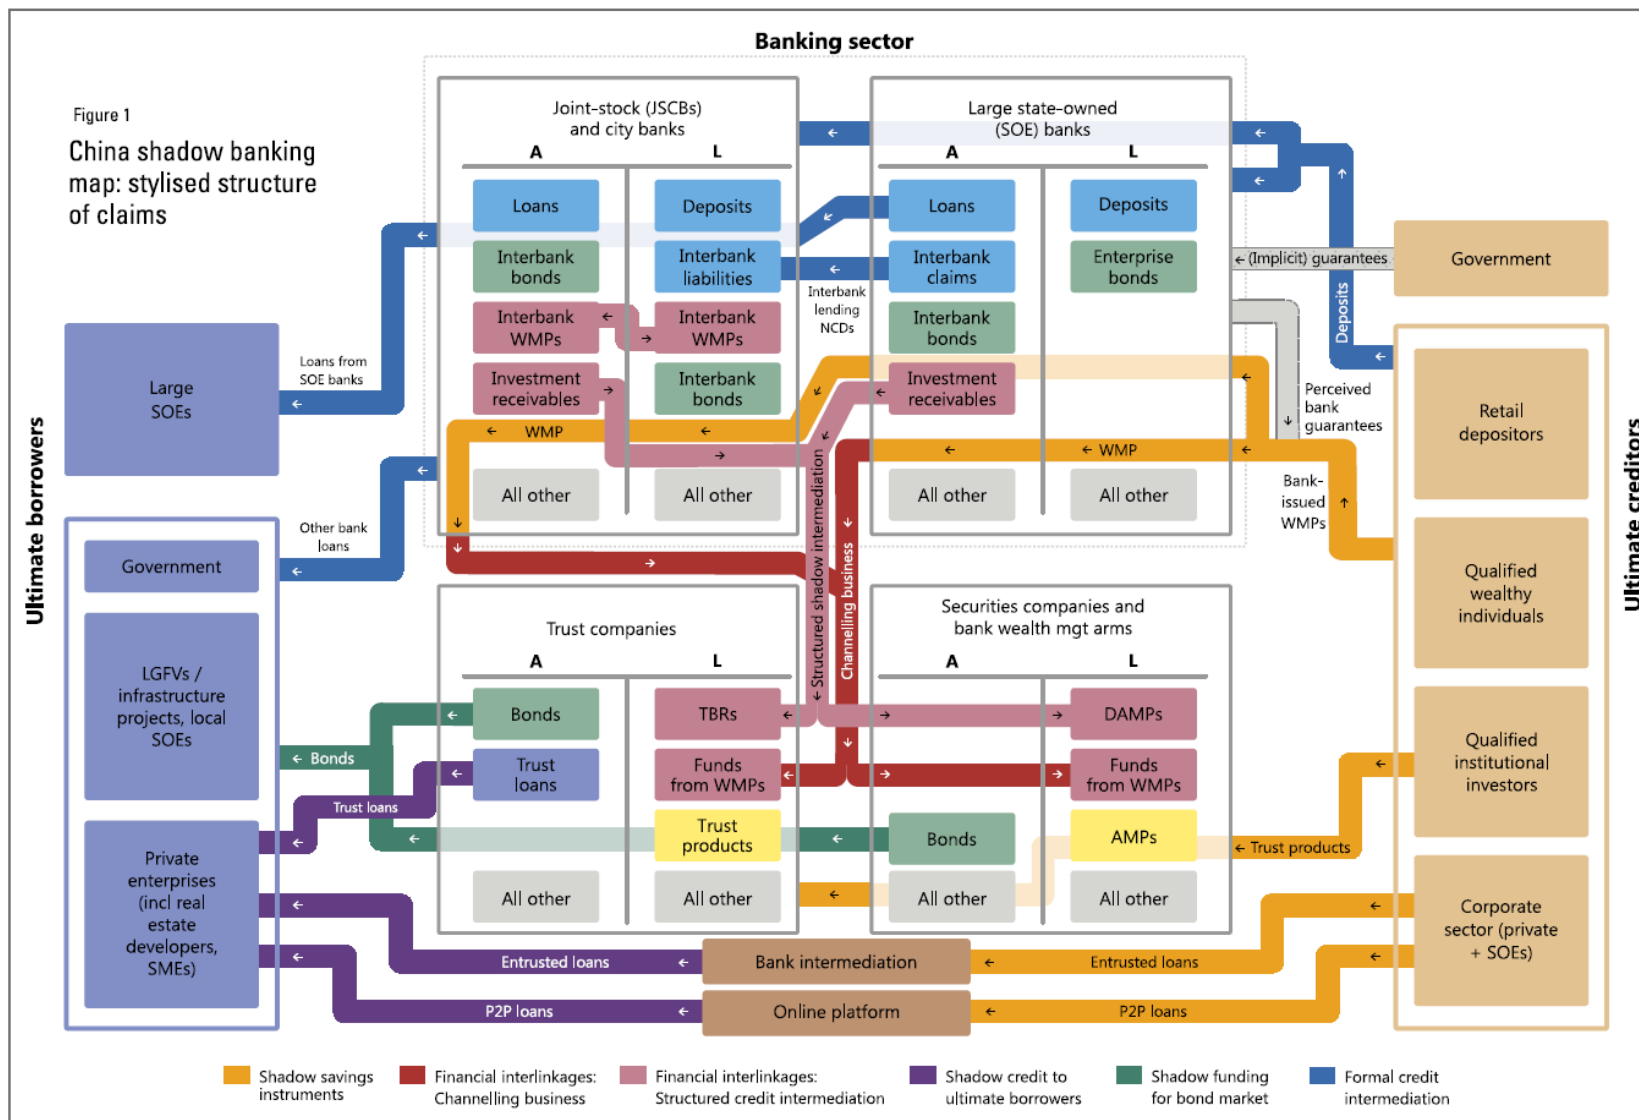 Banking sector
Figure 1
China shadow banking
map: stylised structure
of claims
Joint-stock (JSCBs)
and city banks
A
L
Loans
Deposits
Interbank
bonds
Interbank
liabilities
Interbank
WMPs
Interbank
WMPs
Investment
receivables
Interbank
bonds
WMP
All other
All other
Large state-owned
(SOE) banks
A
L
Loans
Deposits
Interbank
claims
Enterprise
bonds
Interbank
bonds
Investment
receivables
WMP
All other
All other
Interbank
lending
NCDs
Ultimate borrowers
Large
SOEs
Loans from
SOE banks
Other bank
loans
Government
LGFVs /
infrastructure
projects, local
SOEs
Private
enterprises
(incl real
estate
developers,
SMEs)
Bonds
Trust loans
Structured shadow intermediation
Channelling business
Trust companies
A
L
Bonds
TBRs
Trust
loans
Funds
from WMPs
Trust
products
All other
All other
Securities companies and
bank wealth mgt arms
A
L
DAMPs
Funds
from WMPs
Bonds
AMPs
All other
All other
(Implicit) guarantees
Deposits
Perceived
bank
guarantees
Bank-
issued
WMPs
Trust products
Ultimate creditors
Government
Retail
depositors
Qualified
wealthy
individuals
Qualified
institutional
investors
Corporate
sector (private
+ SOEs)
Entrusted loans
Bank intermediation
Entrusted loans
P2P loans
Online platform
P2P loans
Shadow savings
instruments
Financial interlinkages:
Channelling business
Financial interlinkages:
Structured credit intermediation
Shadow credit to
ultimate borrowers
Shadow funding
for bond market
Formal credit
intermediation